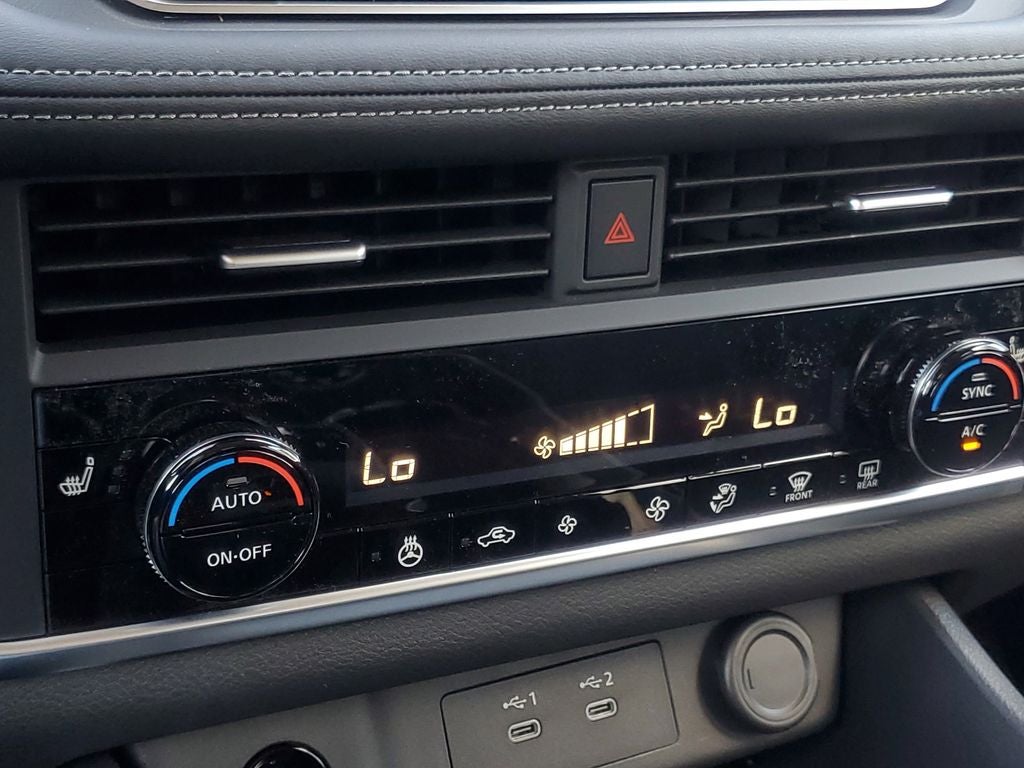 SYNC
A/C
Lo
Lo
AUTO
ON·OFF
FRONT
REAR
1
2